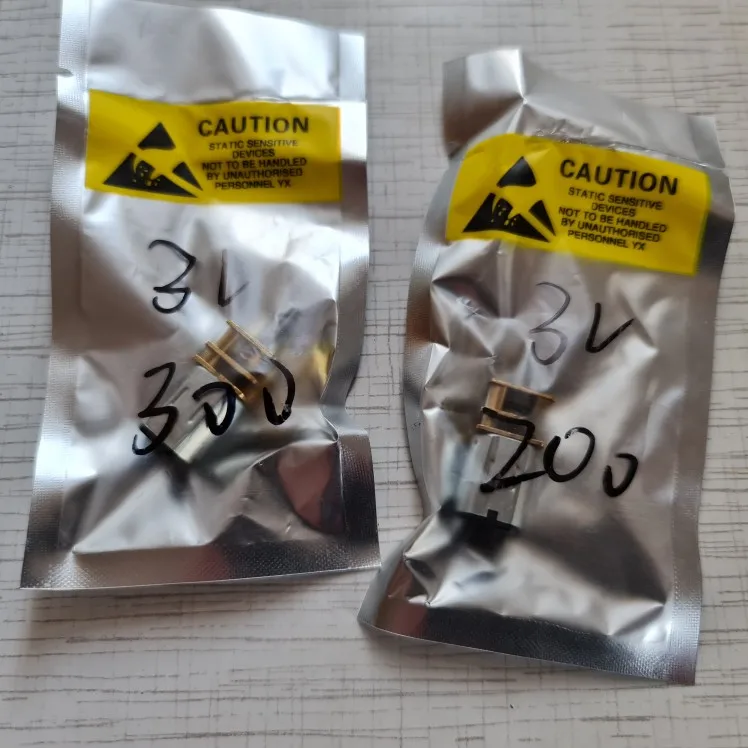 CAUTION
STATIC SENSITIVE
DEVICES
NOT TO BE HANDLED
BY UNAUTHORISED
PERSONNEL YX
3V
300
CAUTION
STATIC SENSITIVE
DEVICES
NOT TO BE HANDLED
BY UNAUTHORISED
PERSONNEL YX
3V
200